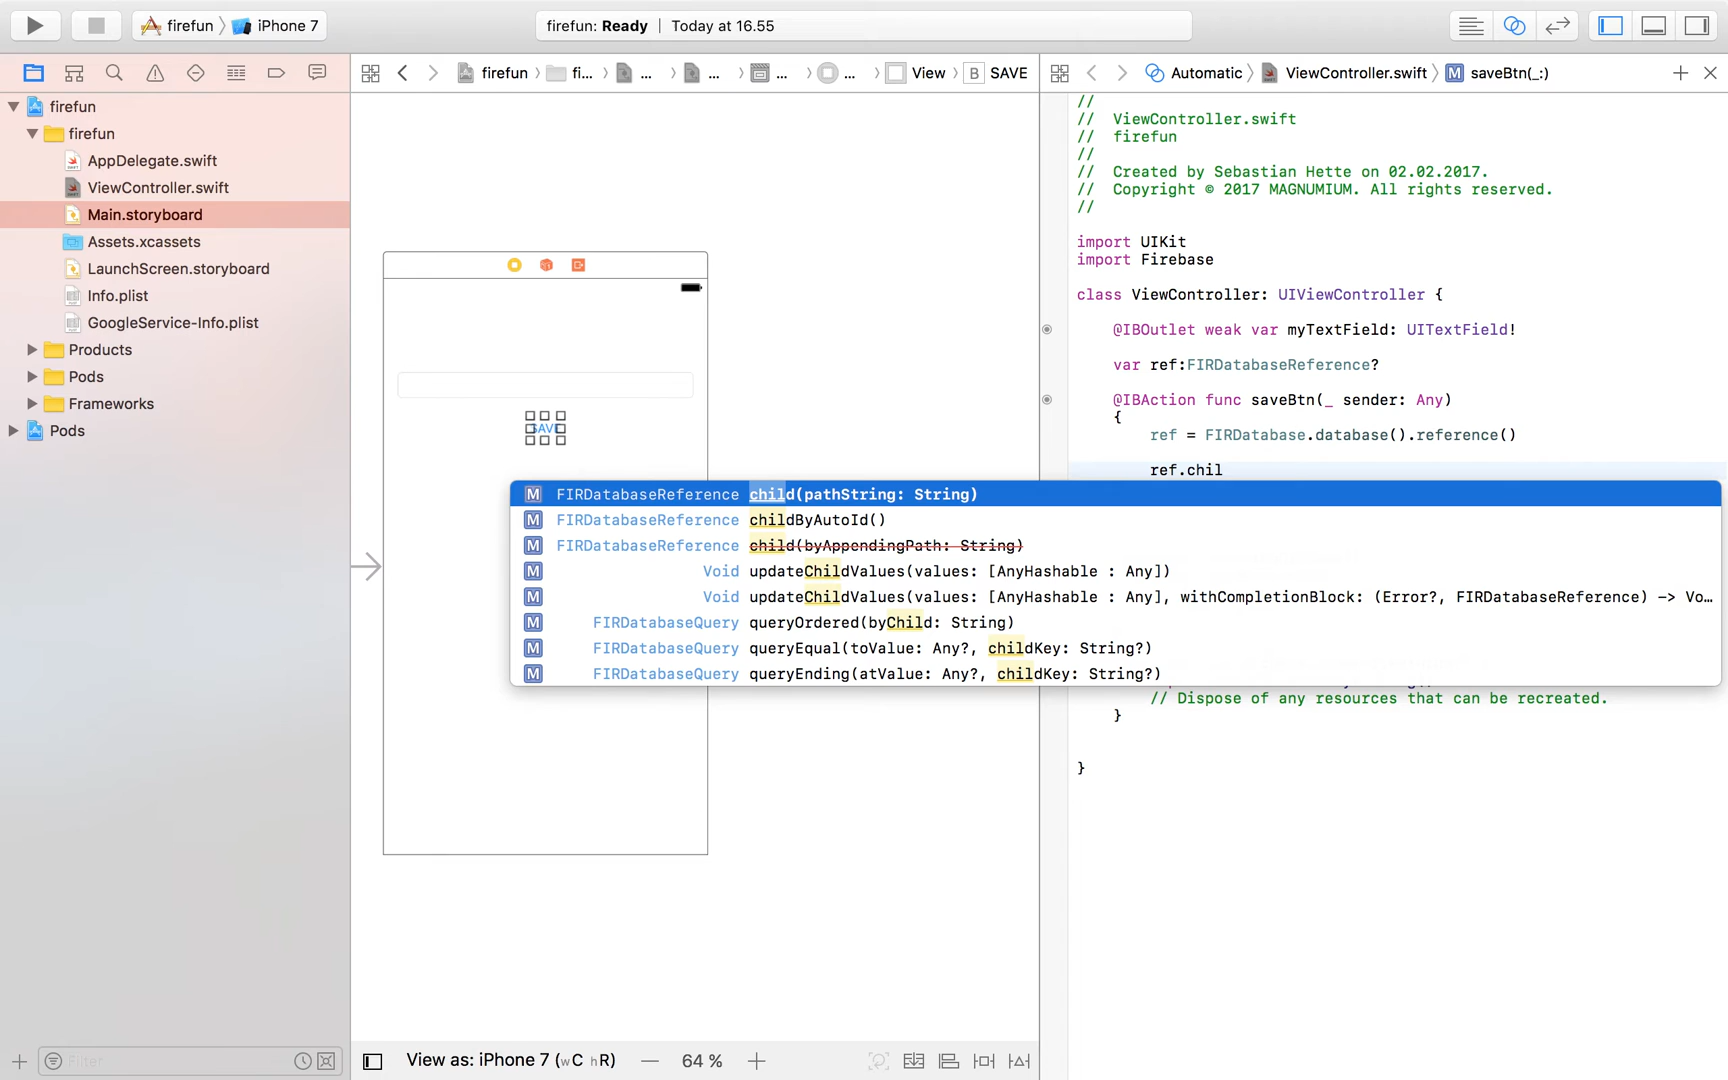 firefun
iPhone 7
firefun: Ready | Today at 16.55
firefun
fi...
...
...
...
...
View
B
SAVE
Automatic
ViewController.swift
M
saveBtn(_:)
firefun
firefun
AppDelegate.swift
ViewController.swift
Main.storyboard
Assets.xcassets
LaunchScreen.storyboard
Info.plist
GoogleService-Info.plist
Products
Pods
Frameworks
Pods
Filter
SAVE
//
// ViewController.swift
// firefun
//
// Created by Sebastian Hette on 02.02.2017.
// Copyright © 2017 MAGNUMIUM. All rights reserved.
//
import UIKit
import Firebase
class ViewController: UIViewController {
@IBOutlet weak var myTextField: UITextField!
var ref:FIRDatabaseReference?
@IBAction func saveBtn(_ sender: Any)
{
ref = FIRDatabase.database().reference()
ref.chil
M FIRDatabaseReference child(pathString: String)
M FIRDatabaseReference childByAutoId()
M FIRDatabaseReference child(byAppendingPath: String)
M Void updateChildValues(values: [AnyHashable : Any])
M Void updateChildValues(values: [AnyHashable : Any], withCompletionBlock: (Error?, FIRDatabaseReference) -> Vo...
M FIRDatabaseQuery queryOrdered(byChild: String)
M FIRDatabaseQuery queryEqual(toValue: Any?, childKey: String?)
M FIRDatabaseQuery queryEnding(atValue: Any?, childKey: String?)
// Dispose of any resources that can be recreated.
}
}
View as: iPhone 7 (wC hR)
64 %